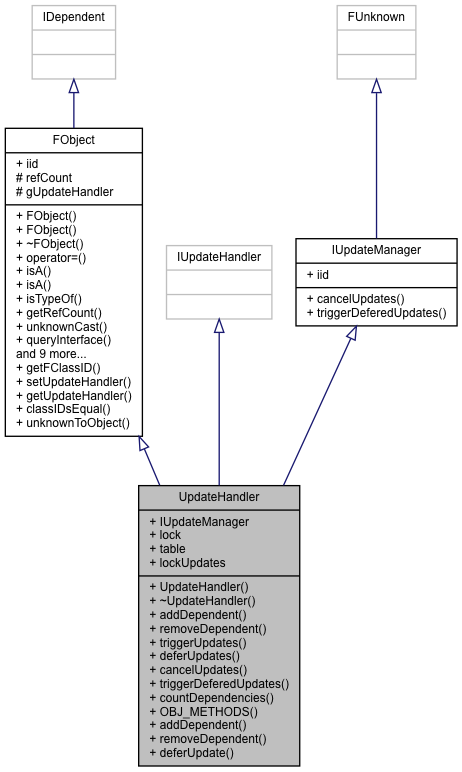 IDependent
FUnknown
FObject
+ iid
# refCount
# gUpdateHandler
+ FObject()
+ FObject()
+ ~FObject()
+ operator=()
+ isA()
+ isA()
+ isTypeOf()
+ getRefCount()
+ unknownCast()
+ queryInterface()
and 9 more...
+ getFClassID()
+ setUpdateHandler()
+ getUpdateHandler()
+ classIDsEqual()
+ unknownToObject()
IUpdateHandler
IUpdateManager
+ iid
+ cancelUpdates()
+ triggerDeferedUpdates()
UpdateHandler
+ IUpdateManager
+ lock
+ table
+ lockUpdates
+ UpdateHandler()
+ ~UpdateHandler()
+ addDependent()
+ removeDependent()
+ triggerUpdates()
+ deferUpdates()
+ cancelUpdates()
+ triggerDeferedUpdates()
+ countDependencies()
+ OBJ_METHODS()
+ addDependent()
+ removeDependent()
+ deferUpdate()